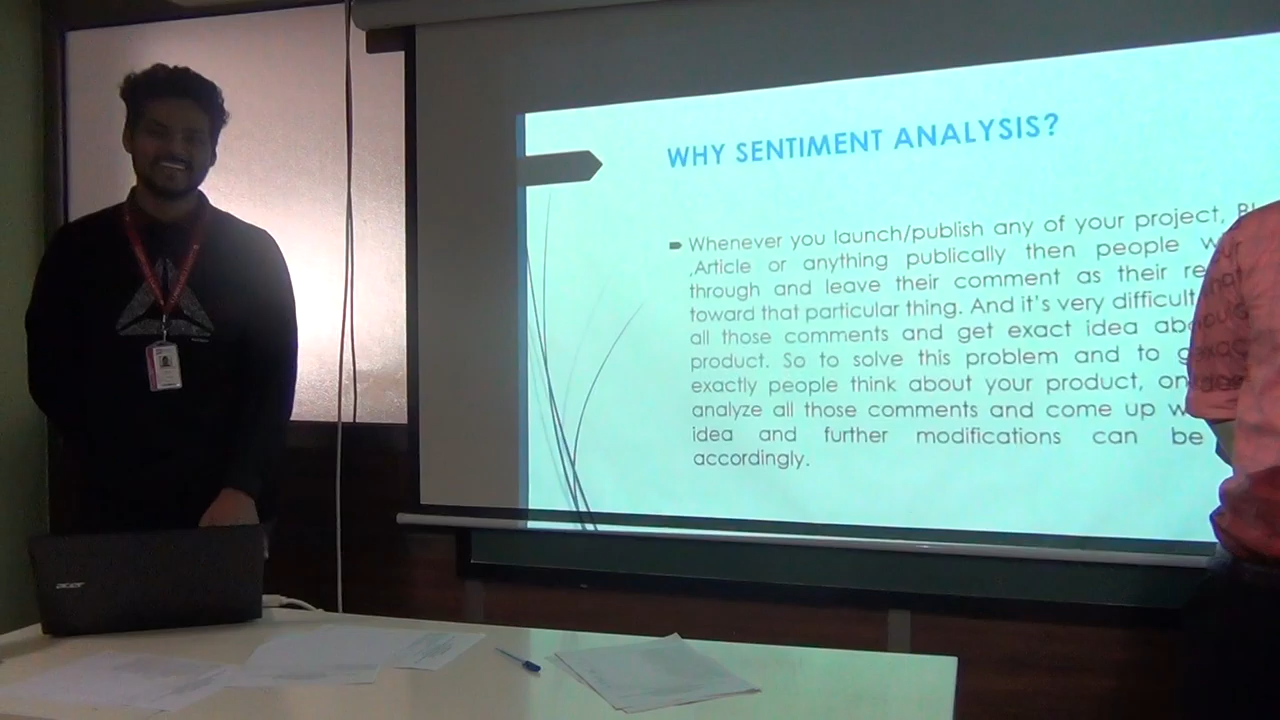 WHY SENTIMENT ANALYSIS?
Whenever you launch/publish any of your project,
,Article or anything publically then people
through and leave their comment as their
toward that particular thing. And it's very difficult
all those comments and get exact idea
product. So to solve this problem and to
exactly people think about your product,
analyze all those comments and come up
idea and further modifications can be
accordingly.
acer